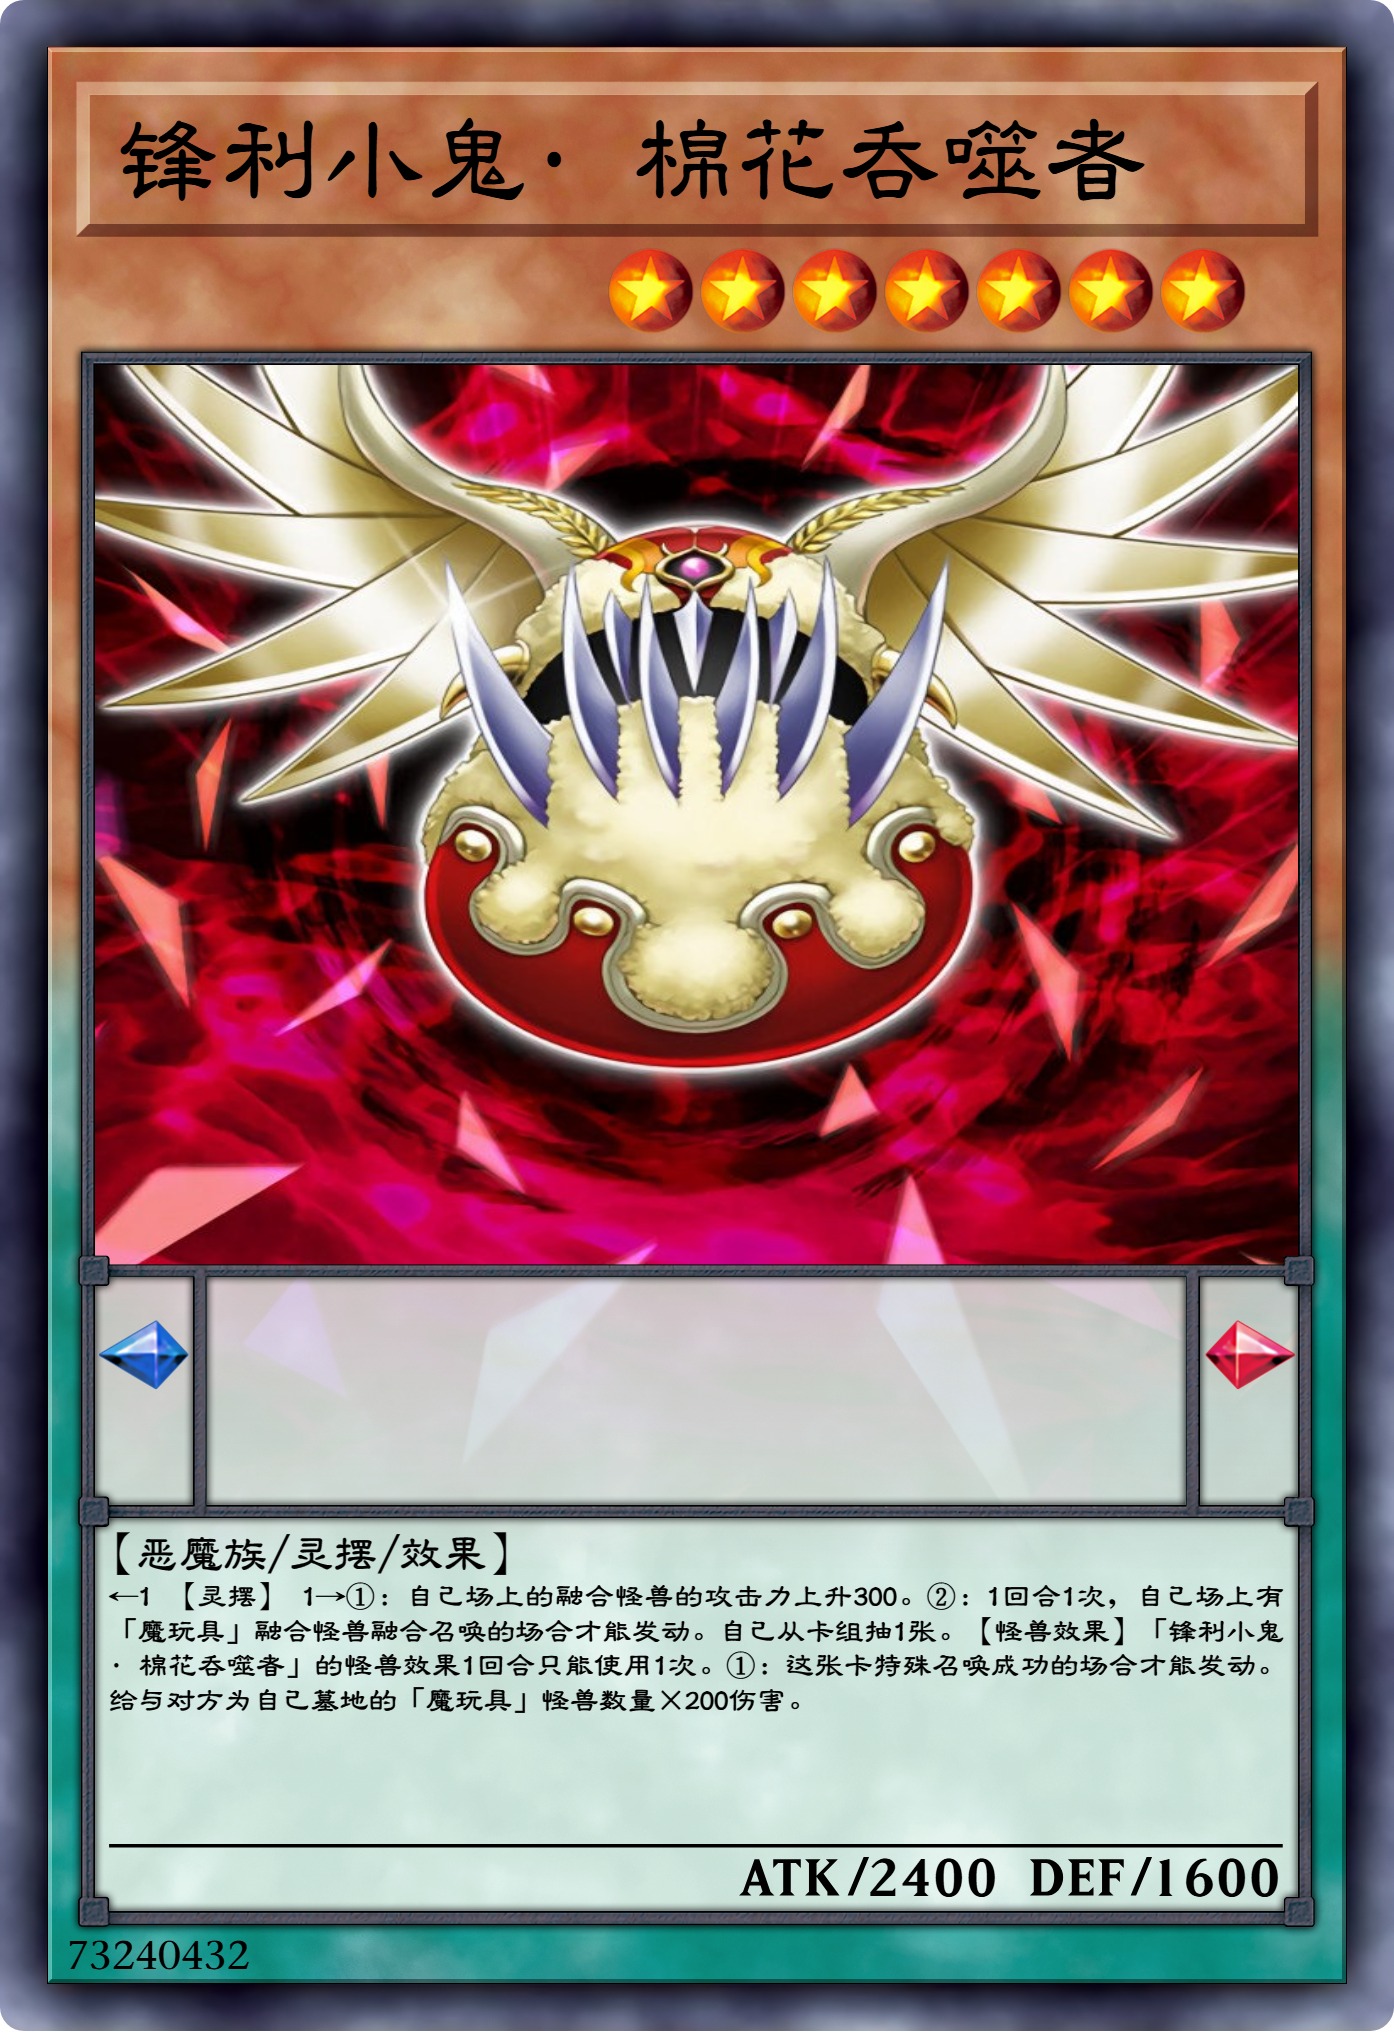 锋利小鬼· 棉花吞噬者
【恶魔族/灵摆/效果】
←1 【灵摆】 1→①：自己场上的融合怪兽的攻击力上升300。②：1回合1次，自己场上有
「魔玩具」融合怪兽融合召唤的场合才能发动。自己从卡组抽1张。【怪兽效果】「锋利小鬼
· 棉花吞噬者」的怪兽效果1回合只能使用1次。①：这张卡特殊召唤成功的场合才能发动。
给与对方为自己墓地的「魔玩具」怪兽数量×200伤害。
ATK/2400 DEF/1600
73240432